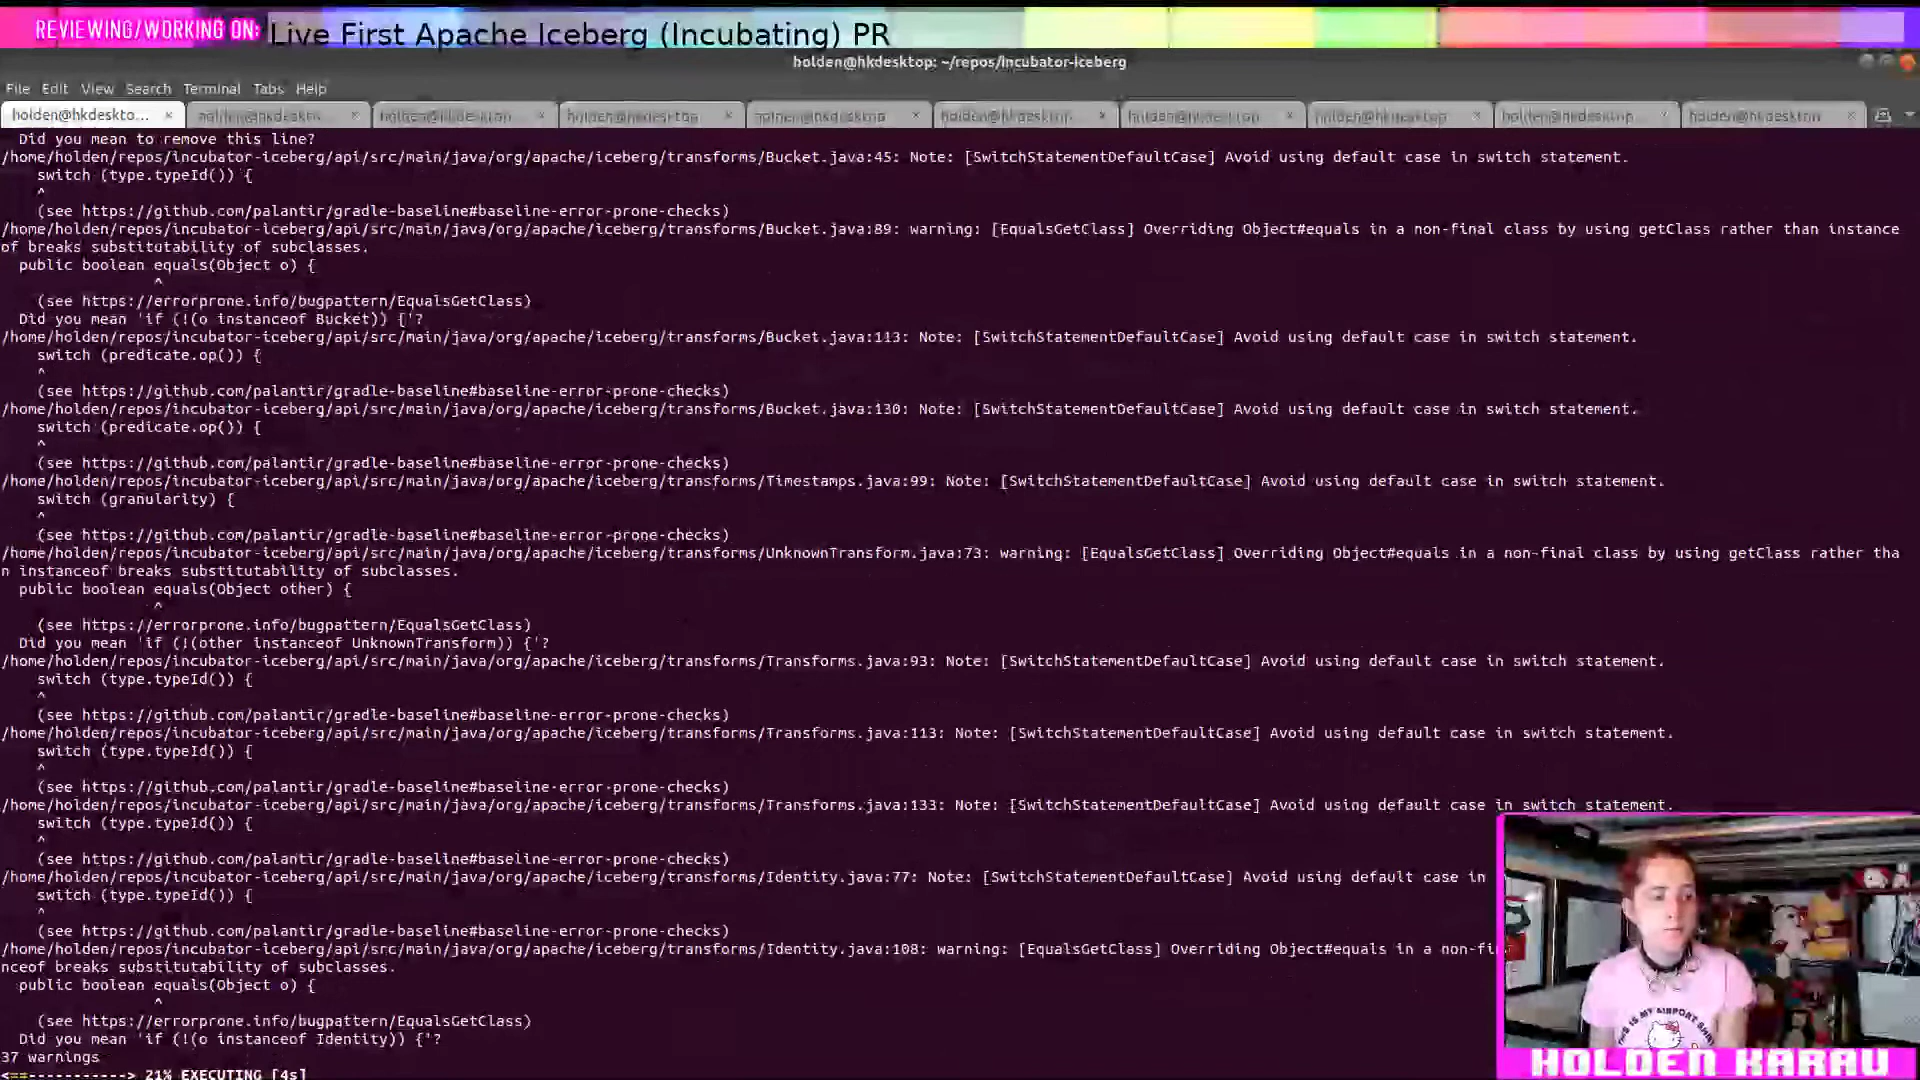 REVIEWING/WORKING ON: Live First Apache Iceberg (Incubating) PR
holden@hkdesktop: ~/repos/incubator-iceberg
File Edit View Search Terminal Tabs Help
holden@hkdeskto... × holden@hkdesktop... × holden@hkdesktop... × holden@hkdesktop... × holden@hkdesktop... × holden@hkdesktop... × holden@hkdesktop... × holden@hkdesktop... × holden@hkdesktop... × holden@hkdesktop... ×
Did you mean to remove this line?
/home/holden/repos/incubator-iceberg/api/src/main/java/org/apache/iceberg/transforms/Bucket.java:45: Note: [SwitchStatementDefaultCase] Avoid using default case in switch statement.
switch (type.typeId()) {
^
(see https://github.com/palantir/gradle-baseline#baseline-error-prone-checks)
/home/holden/repos/incubator-iceberg/api/src/main/java/org/apache/iceberg/transforms/Bucket.java:89: warning: [EqualsGetClass] Overriding Object#equals in a non-final class by using getClass rather than instance
of breaks substitutability of subclasses.
public boolean equals(Object o) {
^
(see https://errorprone.info/bugpattern/EqualsGetClass)
Did you mean 'if (!(o instanceof Bucket)) {'?
/home/holden/repos/incubator-iceberg/api/src/main/java/org/apache/iceberg/transforms/Bucket.java:113: Note: [SwitchStatementDefaultCase] Avoid using default case in switch statement.
switch (predicate.op()) {
^
(see https://github.com/palantir/gradle-baseline#baseline-error-prone-checks)
/home/holden/repos/incubator-iceberg/api/src/main/java/org/apache/iceberg/transforms/Bucket.java:130: Note: [SwitchStatementDefaultCase] Avoid using default case in switch statement.
switch (predicate.op()) {
^
(see https://github.com/palantir/gradle-baseline#baseline-error-prone-checks)
/home/holden/repos/incubator-iceberg/api/src/main/java/org/apache/iceberg/transforms/Timestamps.java:99: Note: [SwitchStatementDefaultCase] Avoid using default case in switch statement.
switch (granularity) {
^
(see https://github.com/palantir/gradle-baseline#baseline-error-prone-checks)
/home/holden/repos/incubator-iceberg/api/src/main/java/org/apache/iceberg/transforms/UnknownTransform.java:73: warning: [EqualsGetClass] Overriding Object#equals in a non-final class by using getClass rather tha
n instanceof breaks substitutability of subclasses.
public boolean equals(Object other) {
^
(see https://errorprone.info/bugpattern/EqualsGetClass)
Did you mean 'if (!(other instanceof UnknownTransform)) {'?
/home/holden/repos/incubator-iceberg/api/src/main/java/org/apache/iceberg/transforms/Transforms.java:93: Note: [SwitchStatementDefaultCase] Avoid using default case in switch statement.
switch (type.typeId()) {
^
(see https://github.com/palantir/gradle-baseline#baseline-error-prone-checks)
/home/holden/repos/incubator-iceberg/api/src/main/java/org/apache/iceberg/transforms/Transforms.java:113: Note: [SwitchStatementDefaultCase] Avoid using default case in switch statement.
switch (type.typeId()) {
^
(see https://github.com/palantir/gradle-baseline#baseline-error-prone-checks)
/home/holden/repos/incubator-iceberg/api/src/main/java/org/apache/iceberg/transforms/Transforms.java:133: Note: [SwitchStatementDefaultCase] Avoid using default case in switch statement.
switch (type.typeId()) {
^
(see https://github.com/palantir/gradle-baseline#baseline-error-prone-checks)
/home/holden/repos/incubator-iceberg/api/src/main/java/org/apache/iceberg/transforms/Identity.java:77: Note: [SwitchStatementDefaultCase] Avoid using default case in
switch (type.typeId()) {
^
(see https://github.com/palantir/gradle-baseline#baseline-error-prone-checks)
/home/holden/repos/incubator-iceberg/api/src/main/java/org/apache/iceberg/transforms/Identity.java:108: warning: [EqualsGetClass] Overriding Object#equals in a non-fi
nceof breaks substitutability of subclasses.
public boolean equals(Object o) {
^
(see https://errorprone.info/bugpattern/EqualsGetClass)
Did you mean 'if (!(o instanceof Identity)) {'?
37 warnings
<==-----------> 21% EXECUTING [4s]
THIS IS MY AIRPORT SHIRT
HOLDEN KARAU